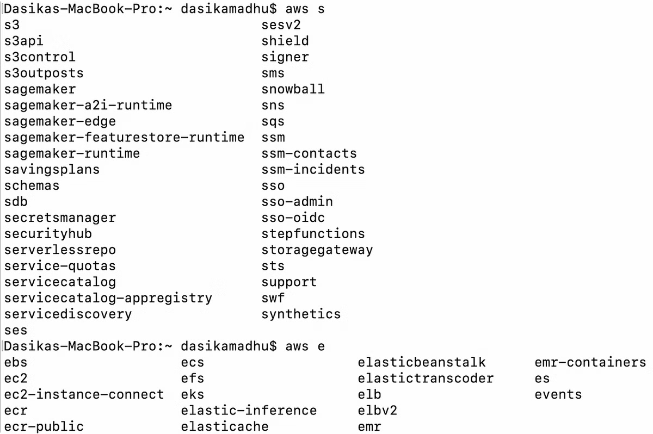 Dasikas-MacBook-Pro:~ dasikamadhu$ aws s
s3 sesv2
s3api shield
s3control signer
s3outposts sms
sagemaker snowball
sagemaker-a2i-runtime sns
sagemaker-edge sqs
sagemaker-featurestore-runtime ssm
sagemaker-runtime ssm-contacts
savingsplans ssm-incidents
schemas sso
sdb sso-admin
secretsmanager sso-oidc
securityhub stepfunctions
serverlessrepo storagegateway
service-quotas sts
servicecatalog support
servicecatalog-appregistry swf
servicediscovery synthetics
ses
Dasikas-MacBook-Pro:~ dasikamadhu$ aws e
ebs ecs elasticbeanstalk emr-containers
ec2 efs elastictranscoder es
ec2-instance-connect eks elb events
ecr elastic-inference elbv2
ecr-public elasticache emr